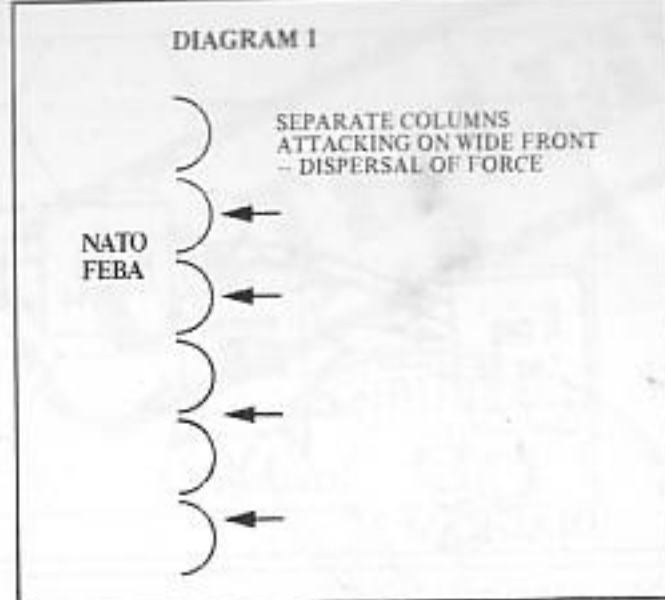 DIAGRAM 1
SEPARATE COLUMNS
ATTACKING ON WIDE FRONT
– DISPERSAL OF FORCE
NATO
FEBA